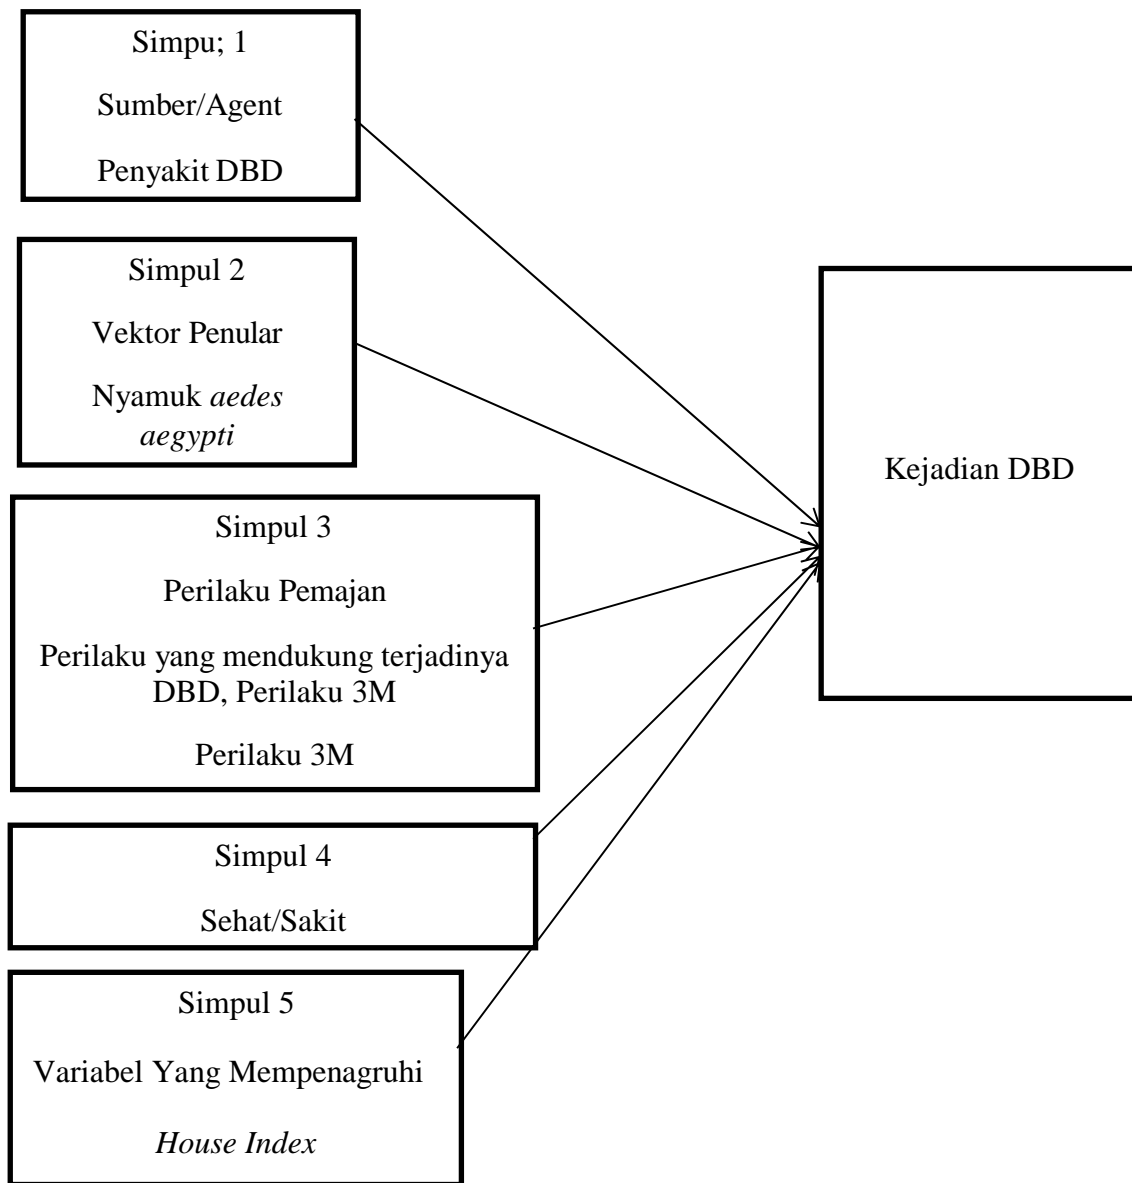 Simpu; 1
Sumber/Agent
Penyakit DBD
Simpul 2
Vektor Penular
Nyamuk aedes
aegypti
Simpul 3
Perilaku Pemajan
Perilaku yang mendukung terjadinya
DBD, Perilaku 3M
Perilaku 3M
Simpul 4
Sehat/Sakit
Simpul 5
Variabel Yang Mempenagruhi
House Index
Kejadian DBD